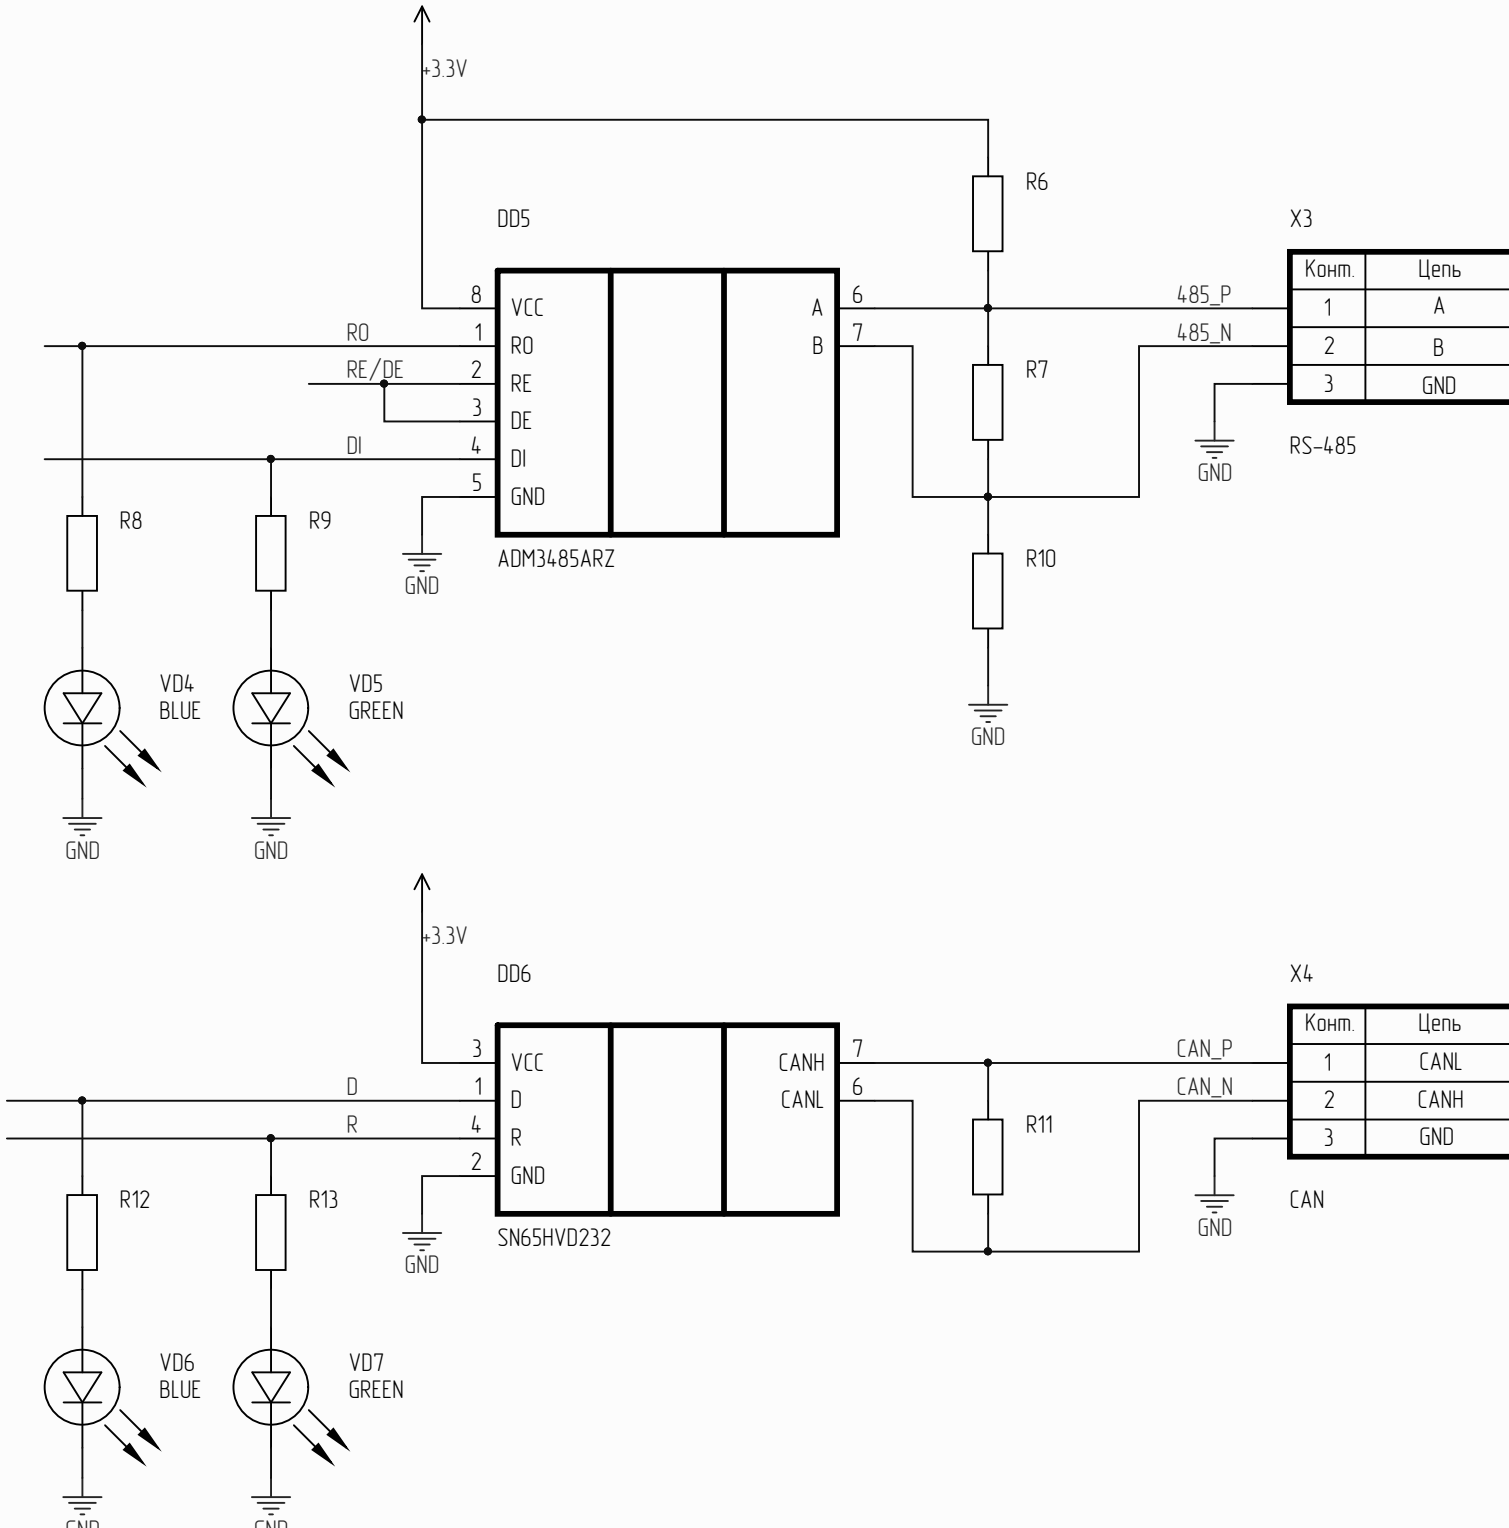 +3.3V
R6
DD5
X3
8 VCC
A 6
485_P
Конт. Цепь
1 A
RO 1 RO
B 7
485_N
2 B
RE/DE 2 RE
R7
3 GND
3 DE
DI 4 DI
RS-485
GND
5 GND
R8
R9
ADM3485ARZ
R10
GND
VD4
BLUE
VD5
GREEN
GND
GND
GND
+3.3V
DD6
X4
3 VCC
CANH 7
CAN_P
Конт. Цепь
1 CANL
D 1 D
CANL 6
CAN_N
2 CANH
R 4 R
R11
3 GND
2 GND
R12
R13
CAN
GND
SN65HVD232
GND
VD6
BLUE
VD7
GREEN
GND
GND